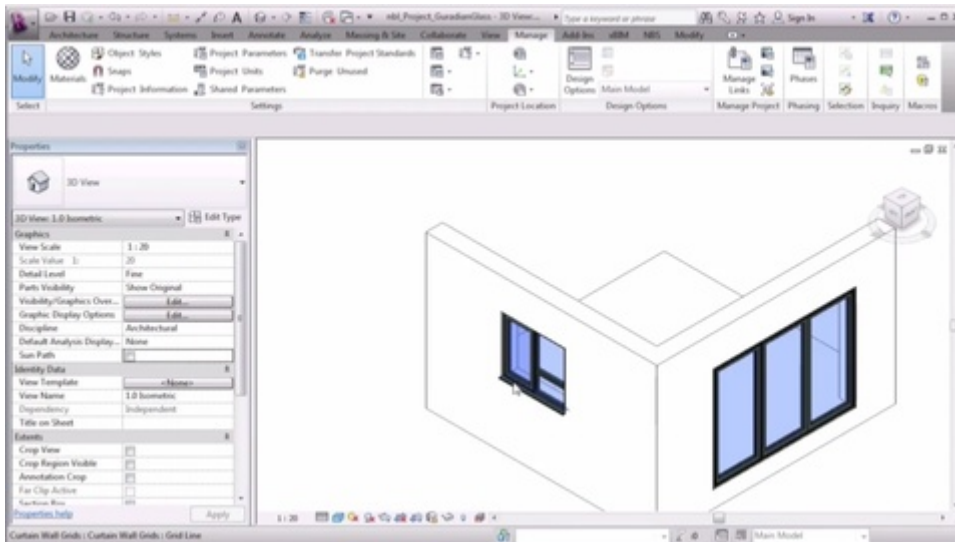 nbl_Project_GuradianGlass - 3D View:... Type a keyword or phrase Sign In
Architecture Structure Systems Insert Annotate Analyze Massing & Site Collaborate View Manage Add-Ins NBS Modify
Modify
Materials
Object Styles
Snaps
Project Information
Project Parameters
Project Units
Shared Parameters
Transfer Project Standards
Purge Unused
Design Options
Main Model
Manage Links
Phases
Select Settings Project Location Design Options Manage Project Phasing Selection Inquiry Macros
Properties
3D View
3D View: 1.0 Isometric Edit Type
Graphics
View Scale 1 : 20
Scale Value 1: 20
Detail Level Fine
Parts Visibility Show Original
Visibility/Graphics Over... Edit...
Graphic Display Options Edit...
Discipline Architectural
Default Analysis Display... None
Sun Path
Identity Data
View Template <None>
View Name 1.0 Isometric
Dependency Independent
Title on Sheet
Extents
Crop View
Crop Region Visible
Annotation Crop
Far Clip Active
Section Box
Properties help Apply
1 : 20
Curtain Wall Grids : Curtain Wall Grids : Grid Line
:0 Main Model